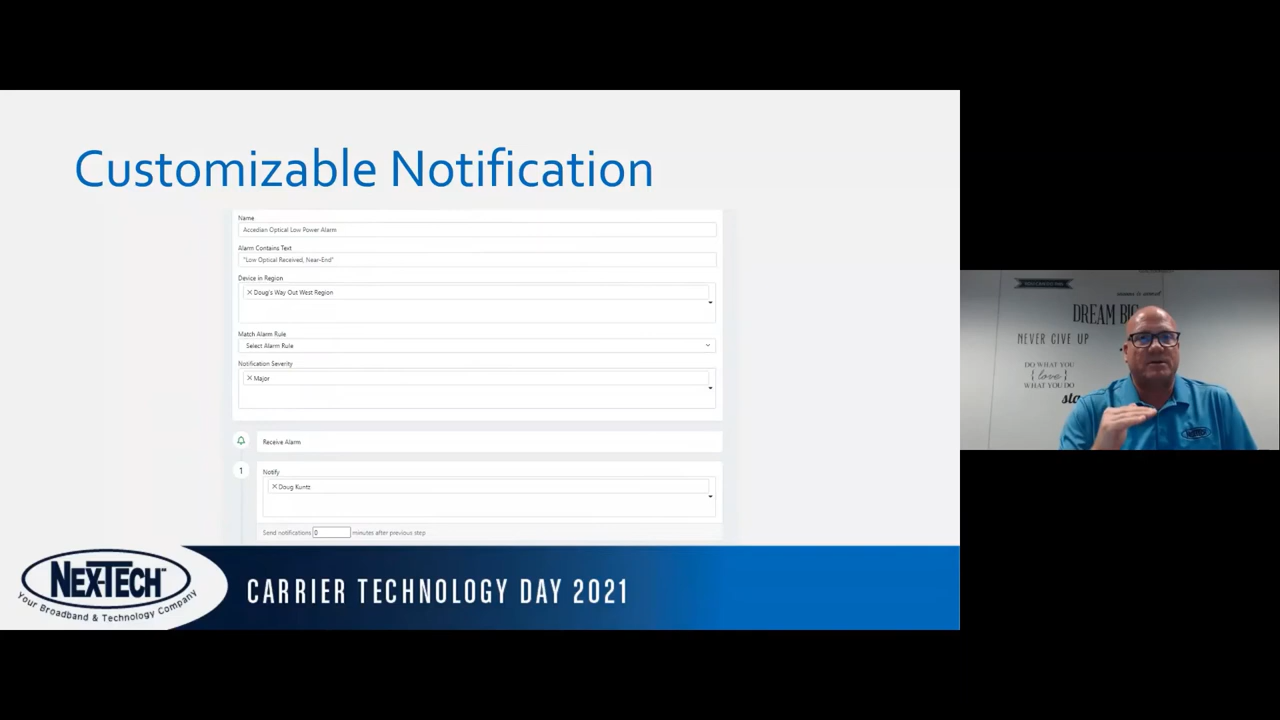 Customizable Notification
Name
Accedian Optical Low Power Alarm
Alarm Contains Text
"Low Optical Received, Near-End"
Device in Region
Doug's Way Out West Region
Match Alarm Rule
Select Alarm Rule
Notification Severity
Major
Receive Alarm
1
Notify
Doug Kuntz
Send notifications 0 minutes after previous step
NEX-TECH
Your Broadband & Technology Company
CARRIER TECHNOLOGY DAY 2021
DREAM BIG
NEVER GIVE UP
DO WHAT YOU
love
WHAT YOU DO